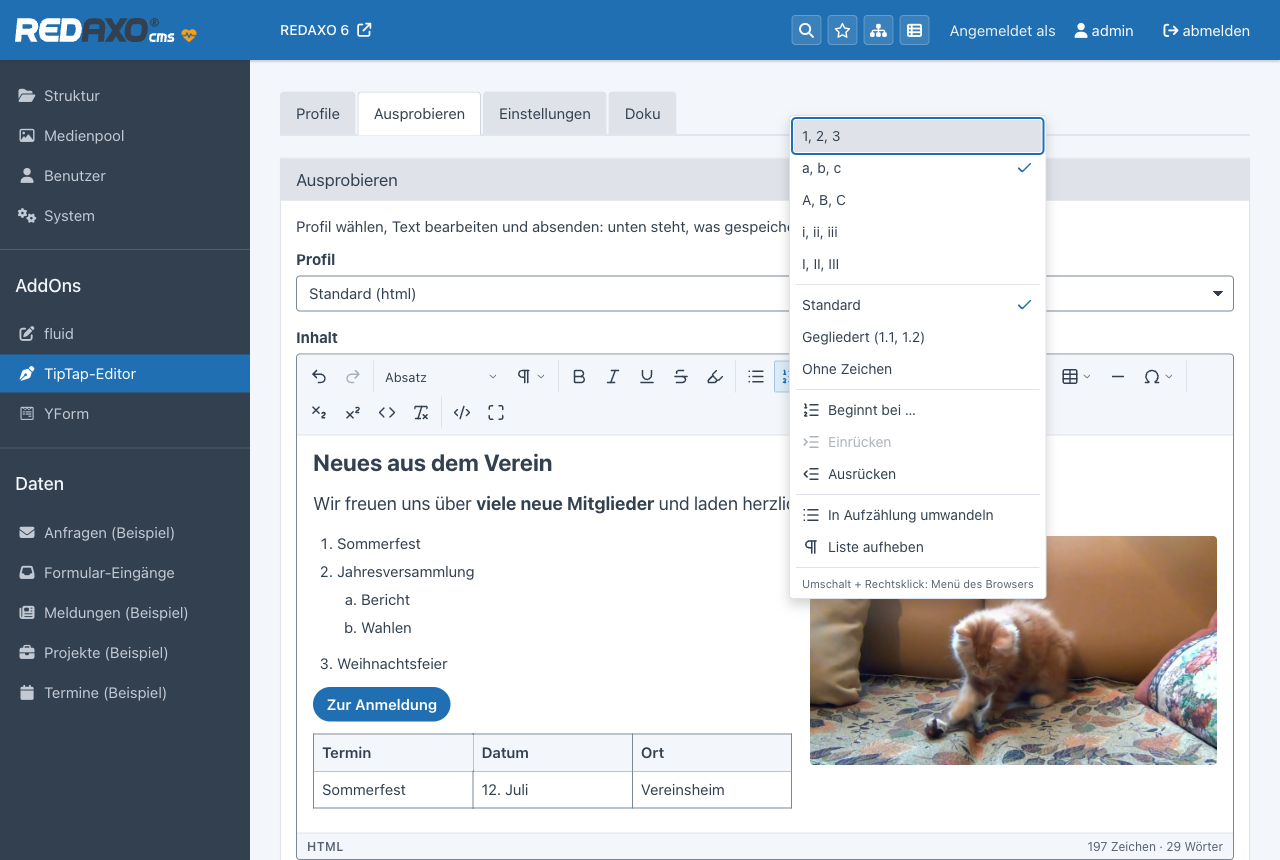 REDAXO® cms
REDAXO 6
Angemeldet als admin abmelden
Struktur
Medienpool
Benutzer
System
AddOns
fluid
TipTap-Editor
YForm
Daten
Anfragen (Beispiel)
Formular-Eingänge
Meldungen (Beispiel)
Projekte (Beispiel)
Termine (Beispiel)
Profile Ausprobieren Einstellungen Doku
Ausprobieren
Profil wählen, Text bearbeiten und absenden: unten steht, was
Profil
Standard (html)
Inhalt
Absatz
Neues aus dem Verein
Wir freuen uns über viele neue Mitglieder und laden
1. Sommerfest
2. Jahresversammlung
a. Bericht
b. Wahlen
3. Weihnachtsfeier
Zur Anmeldung
Termin Datum Ort
Sommerfest 12. Juli Vereinsheim
HTML
197 Zeichen · 29 Wörter
1, 2, 3
a, b, c
A, B, C
i, ii, iii
I, II, III
Standard
Gegliedert (1.1, 1.2)
Ohne Zeichen
Beginnt bei ...
Einrücken
Ausrücken
In Aufzählung umwandeln
Liste aufheben
Umschalt + Rechtsklick: Menü des Browsers